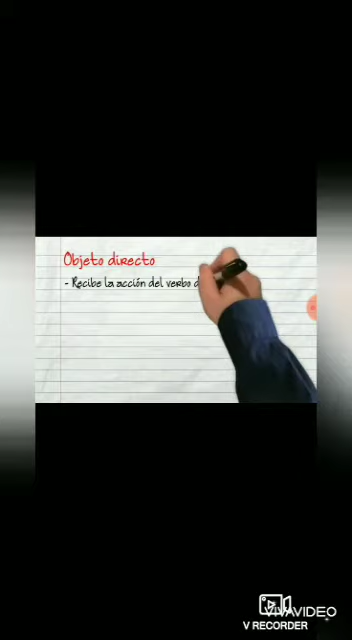 Objeto directo
- Recibe la acción del verbo d
VIVAVIDEO
V RECORDER